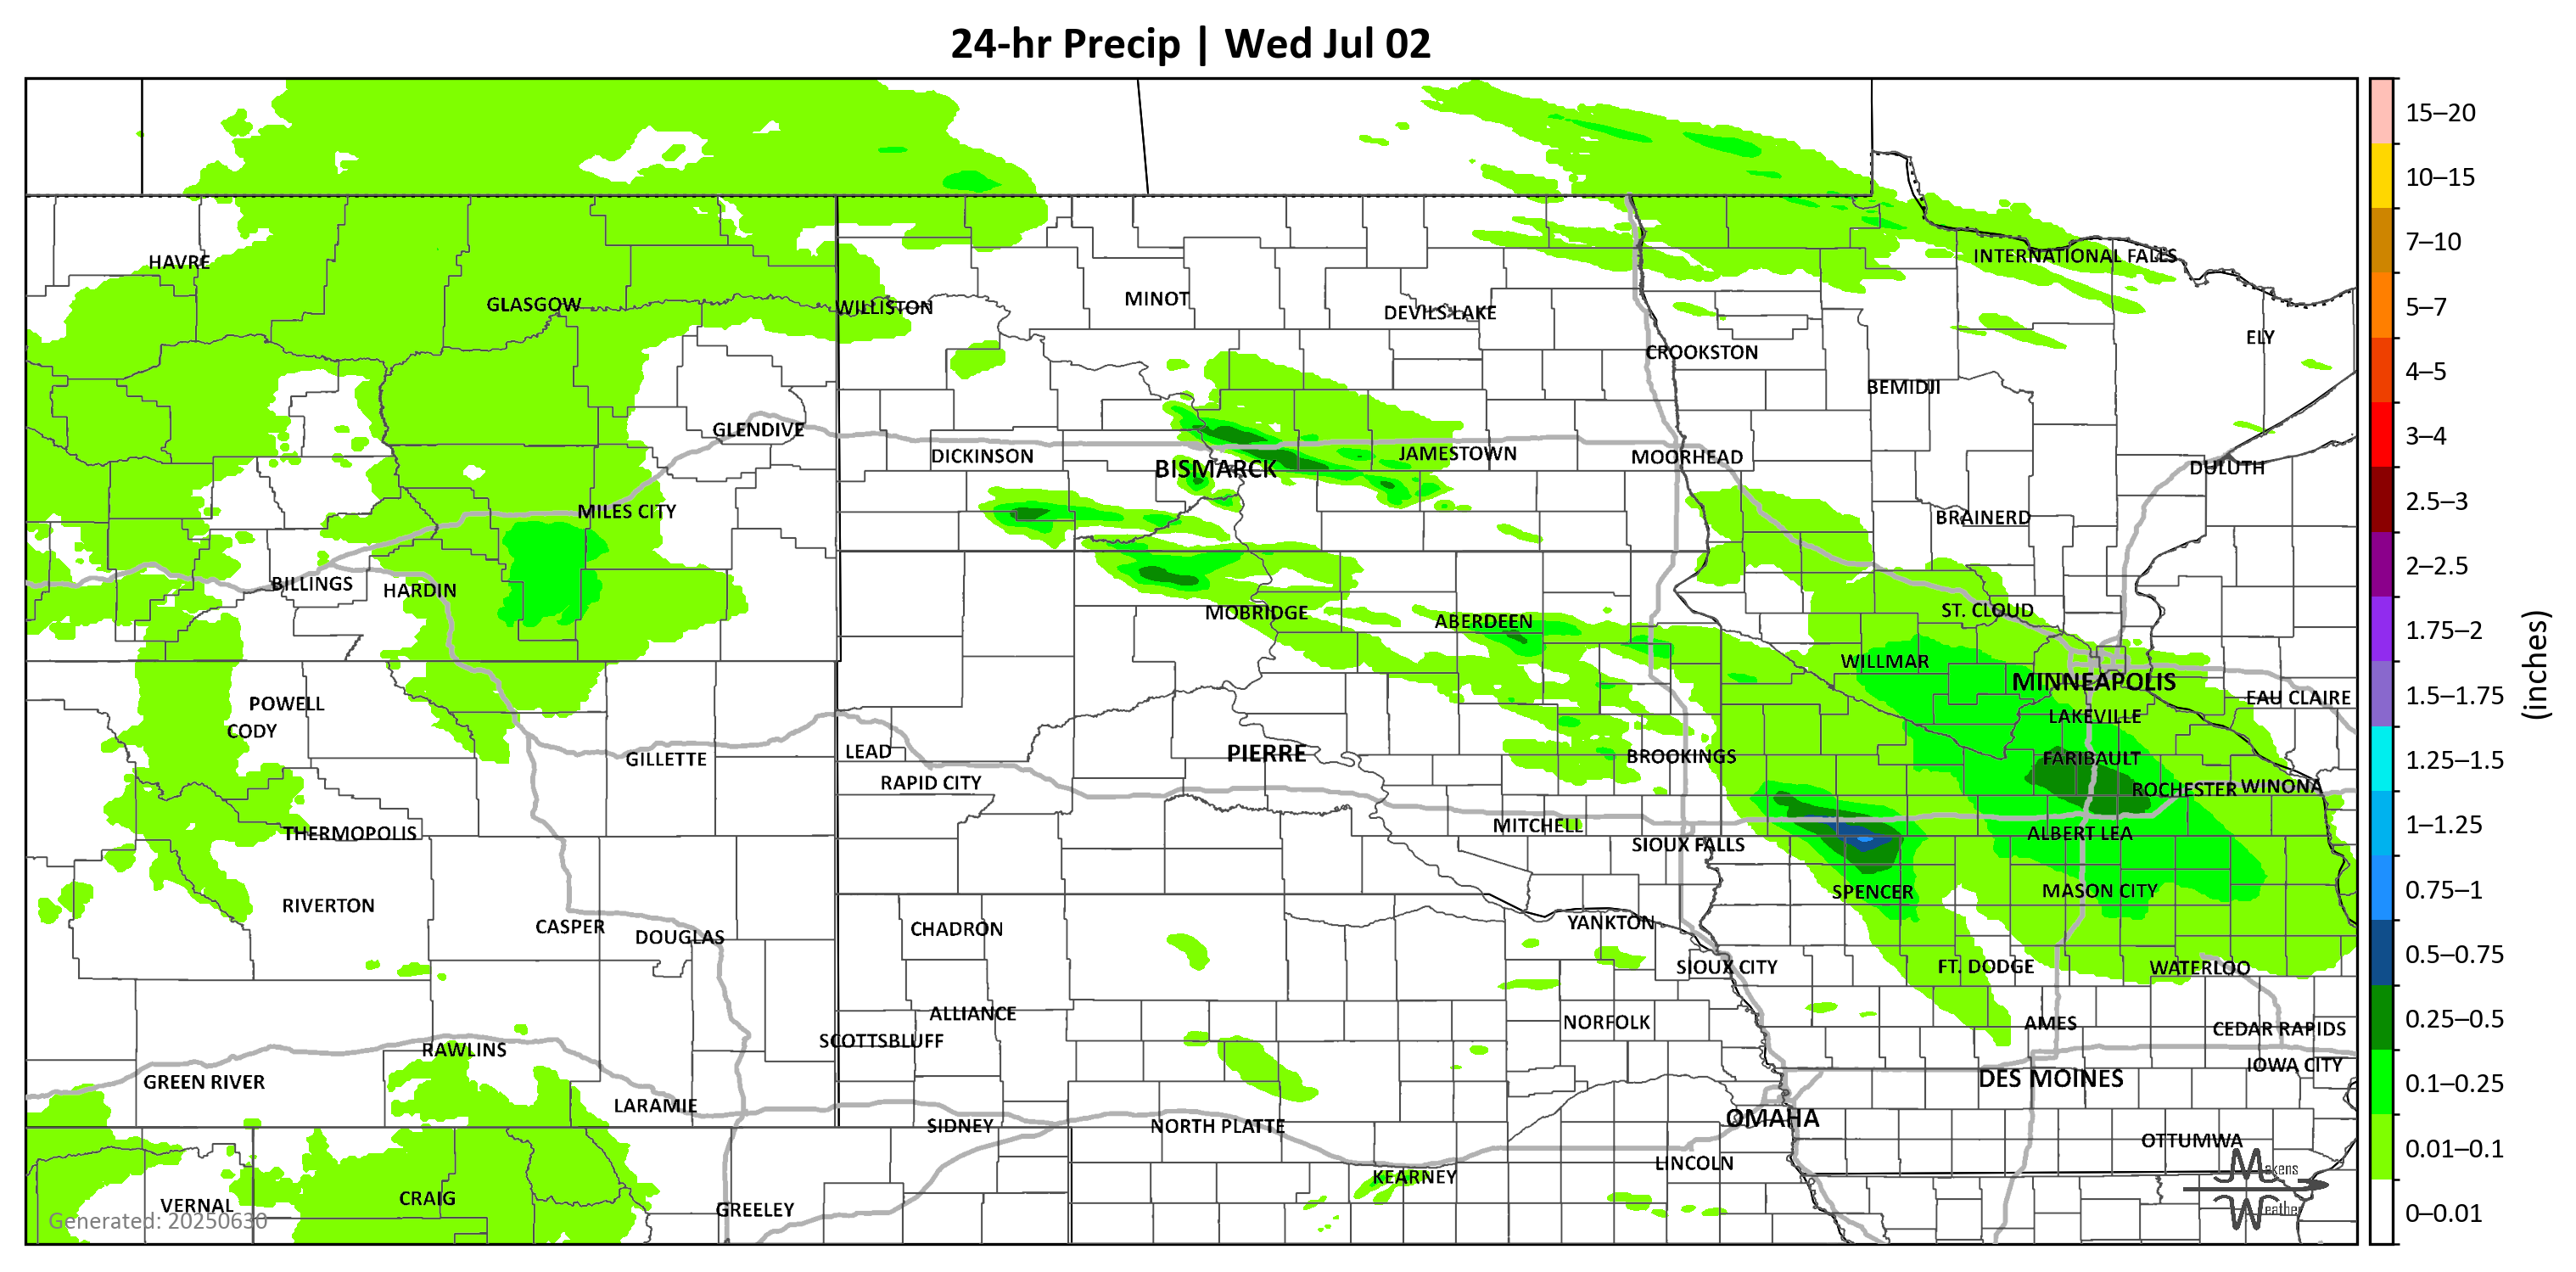 24-hr Precip | Wed Jul 02
HAVRE
GLASGOW
WILLISTON
MINOT
DEVILS LAKE
INTERNATIONAL FALLS
ELY
CROOKSTON
BEMIDJI
GLENDIVE
DICKINSON
BISMARCK
JAMESTOWN
MOORHEAD
DULUTH
MILES CITY
BRAINERD
BILLINGS
HARDIN
MOBRIDGE
ABERDEEN
ST. CLOUD
WILLMAR
MINNEAPOLIS
EAU CLAIRE
POWELL
CODY
LAKEVILLE
GILLETTE
LEAD
PIERRE
BROOKINGS
FARIBAULT
RAPID CITY
ROCHESTER
WINONA
THERMOPOLIS
MITCHELL
SIOUX FALLS
ALBERT LEA
SPENCER
MASON CITY
RIVERTON
CASPER
DOUGLAS
CHADRON
YANKTON
SIOUX CITY
FT. DODGE
WATERLOO
ALLIANCE
SCOTTSBLUFF
NORFOLK
AMES
CEDAR RAPIDS
RAWLINS
GREEN RIVER
IOWA CITY
DES MOINES
LARAMIE
OMAHA
SIDNEY
NORTH PLATTE
OTTUMWA
LINCOLN
KEARNEY
VERNAL
CRAIG
GREELEY
Generated: 20250630
Makens
Weather
15–20
10–15
7–10
5–7
4–5
3–4
2.5–3
2–2.5
1.75–2
1.5–1.75
1.25–1.5
1–1.25
0.75–1
0.5–0.75
0.25–0.5
0.1–0.25
0.01–0.1
0–0.01
(inches)